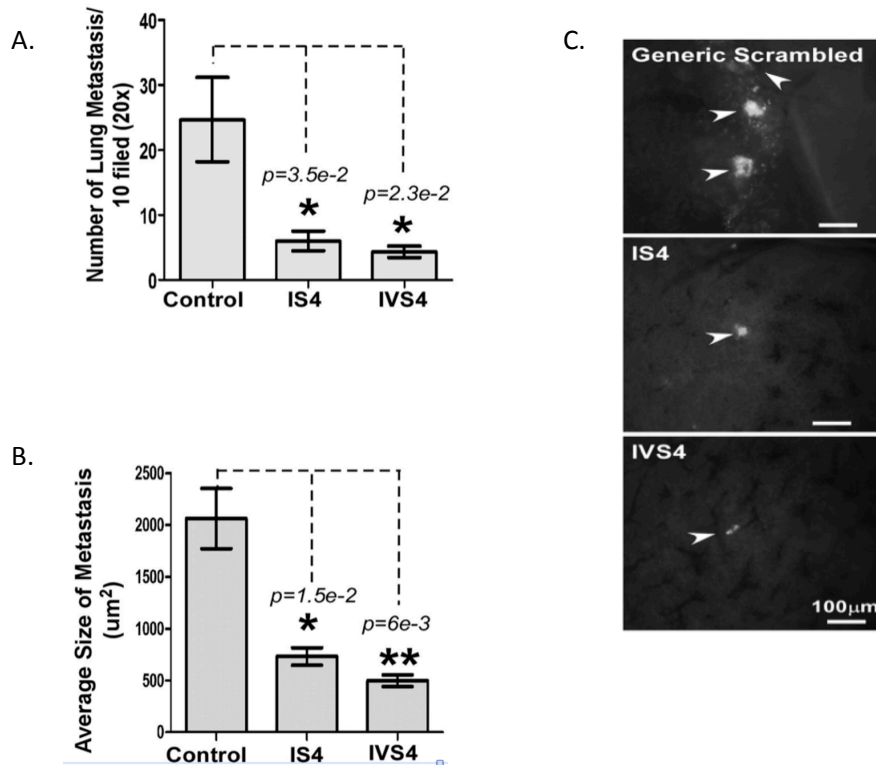 A.
Number of Lung Metastasis/
10 filed (20x)
40
30
20
10
0
p=3.5e-2
*
p=2.3e-2
*
Control IS4 IVS4
B.
Average Size of Metastasis
(um²)
2500
2000
1500
1000
500
0
p=1.5e-2
*
p=6e-3
**
Control IS4 IVS4
C.
Generic Scrambled
IS4
IVS4
100µm